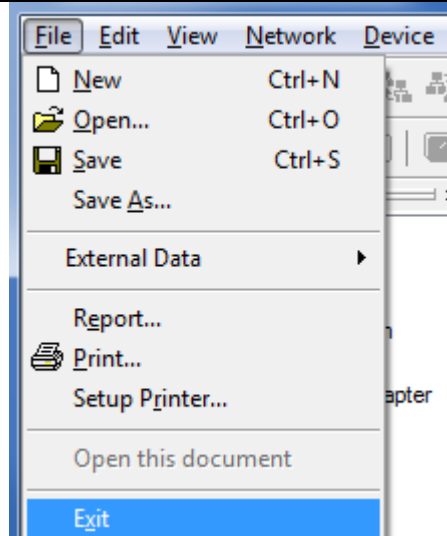 File Edit View Network Device
New Ctrl+N
Open... Ctrl+O
Save Ctrl+S
Save As...
External Data
Report...
Print...
Setup Printer...
apter
Open this document
Exit